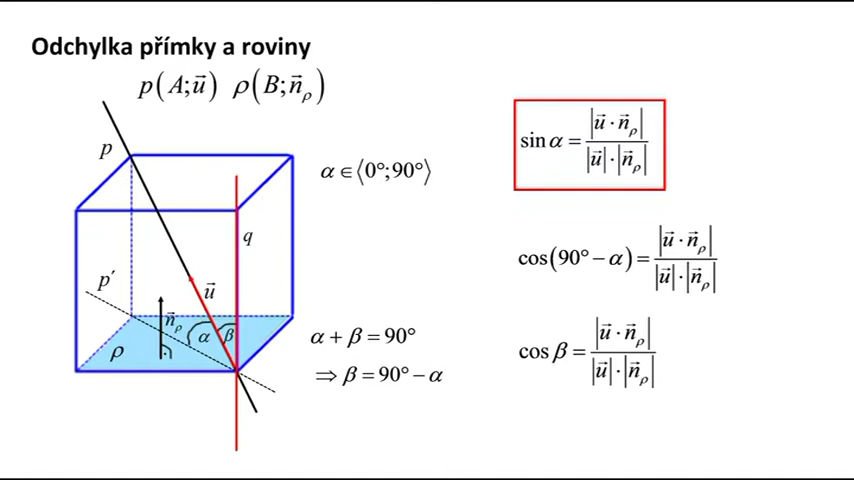 Odchylka přímky a roviny
p(A;u⃗) ρ(B;n⃗ᵨ)
p
α ∈ ⟨0°;90°⟩
q
p′
u⃗
n⃗ᵨ
α
β
ρ
α + β = 90°
⇒ β = 90° − α
sin α = |u⃗ · n⃗ᵨ| / |u⃗| · |n⃗ᵨ|
cos(90° − α) = |u⃗ · n⃗ᵨ| / |u⃗| · |n⃗ᵨ|
cos β = |u⃗ · n⃗ᵨ| / |u⃗| · |n⃗ᵨ|